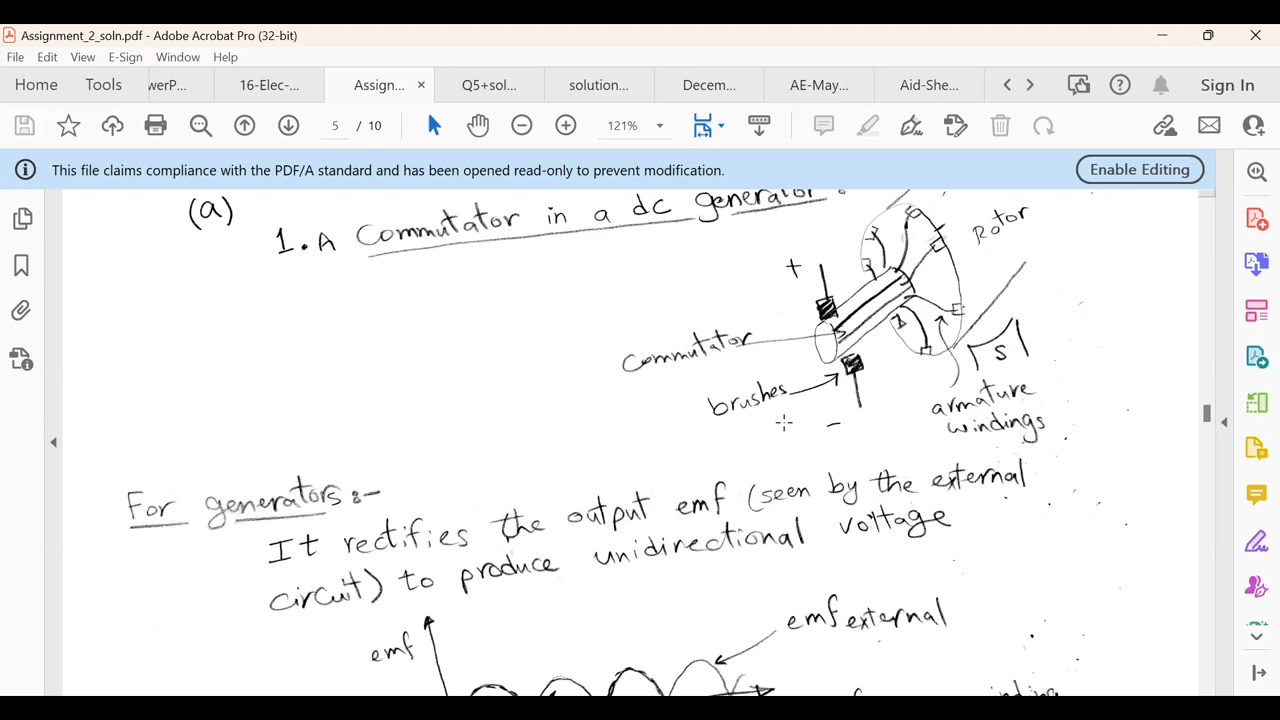 Assignment_2_soln.pdf - Adobe Acrobat Pro (32-bit)
File Edit View Window E-Sign Help
Home Tools werP... 16-Elec-... Assign... × Q5+sol... solution... Decem... AE-May... Aid-She... Sign In
5 / 10 121%
This file claims compliance with the PDF/A standard and has been opened read-only to prevent modification. Enable Editing
(a)
1. A Commutator in a dc generator :
Rotor
+
commutator
S
brushes
armature
windings
-
For generators :-
It rectifies the output emf (seen by the external
circuit) to produce unidirectional voltage
emf external
emf